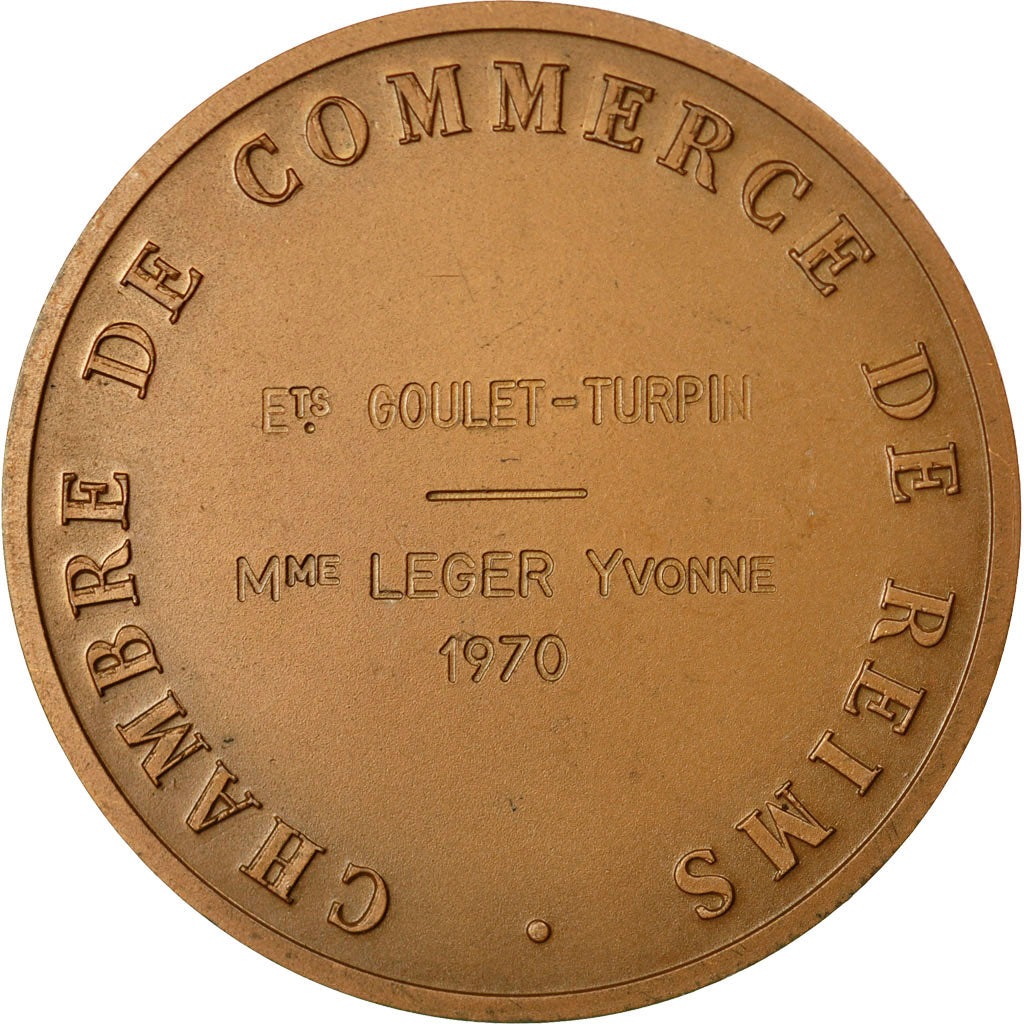 CHAMBRE DE COMMERCE DE REIMS
ETS. GOULET-TURPIN
MME LEGER YVONNE
1970